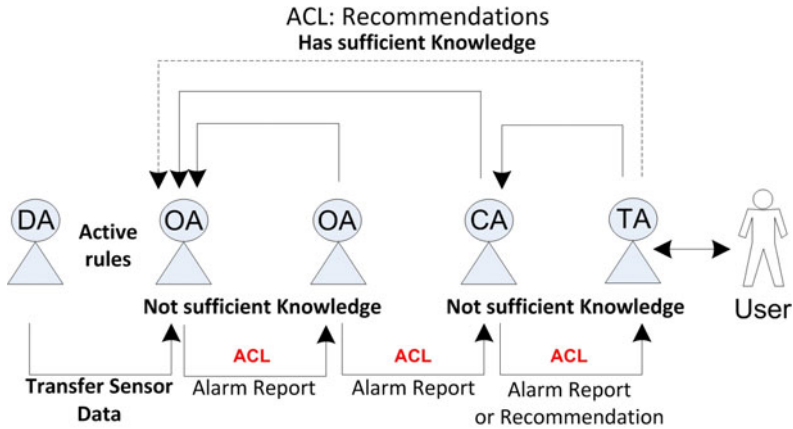 ACL: Recommendations
Has sufficient Knowledge
DA
Active
rules
OA
OA
CA
TA
User
Not sufficient Knowledge
Not sufficient Knowledge
Transfer Sensor
Data
ACL
Alarm Report
ACL
Alarm Report
ACL
Alarm Report
or Recommendation